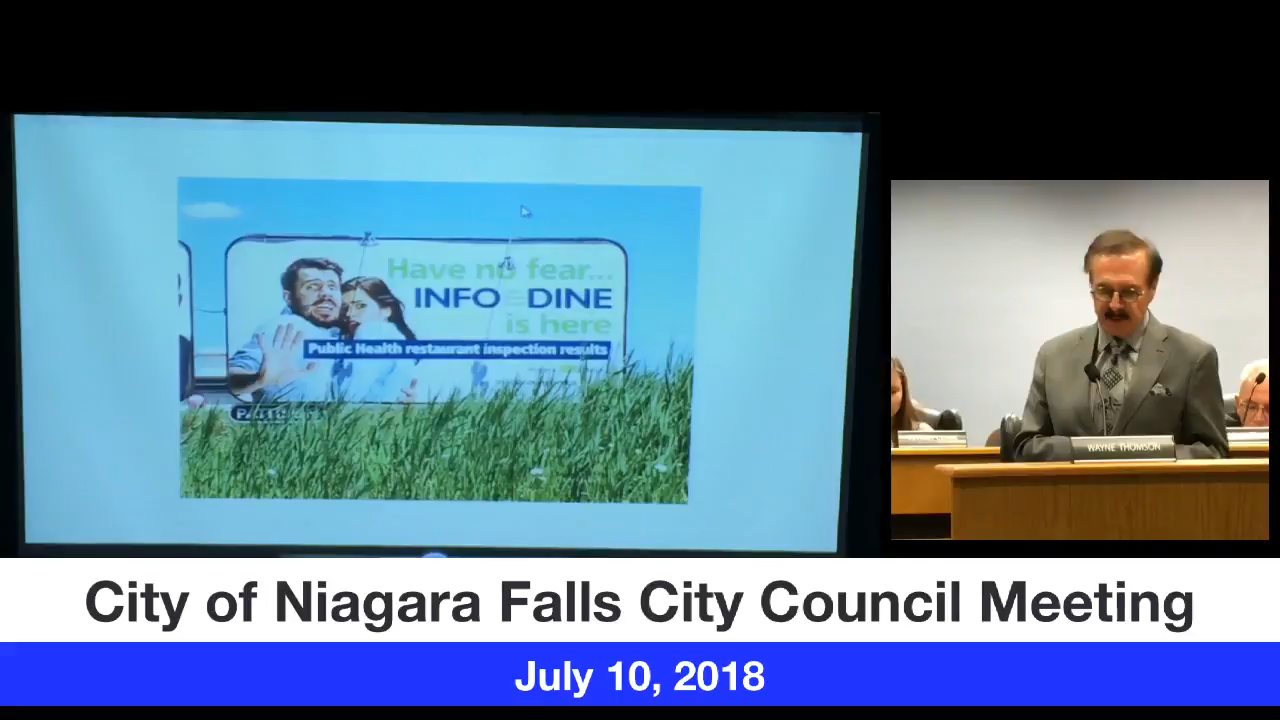 Have no fear...
INFO DINE
is here
Public Health restaurant inspection results
WAYNE THOMSON
City of Niagara Falls City Council Meeting
July 10, 2018